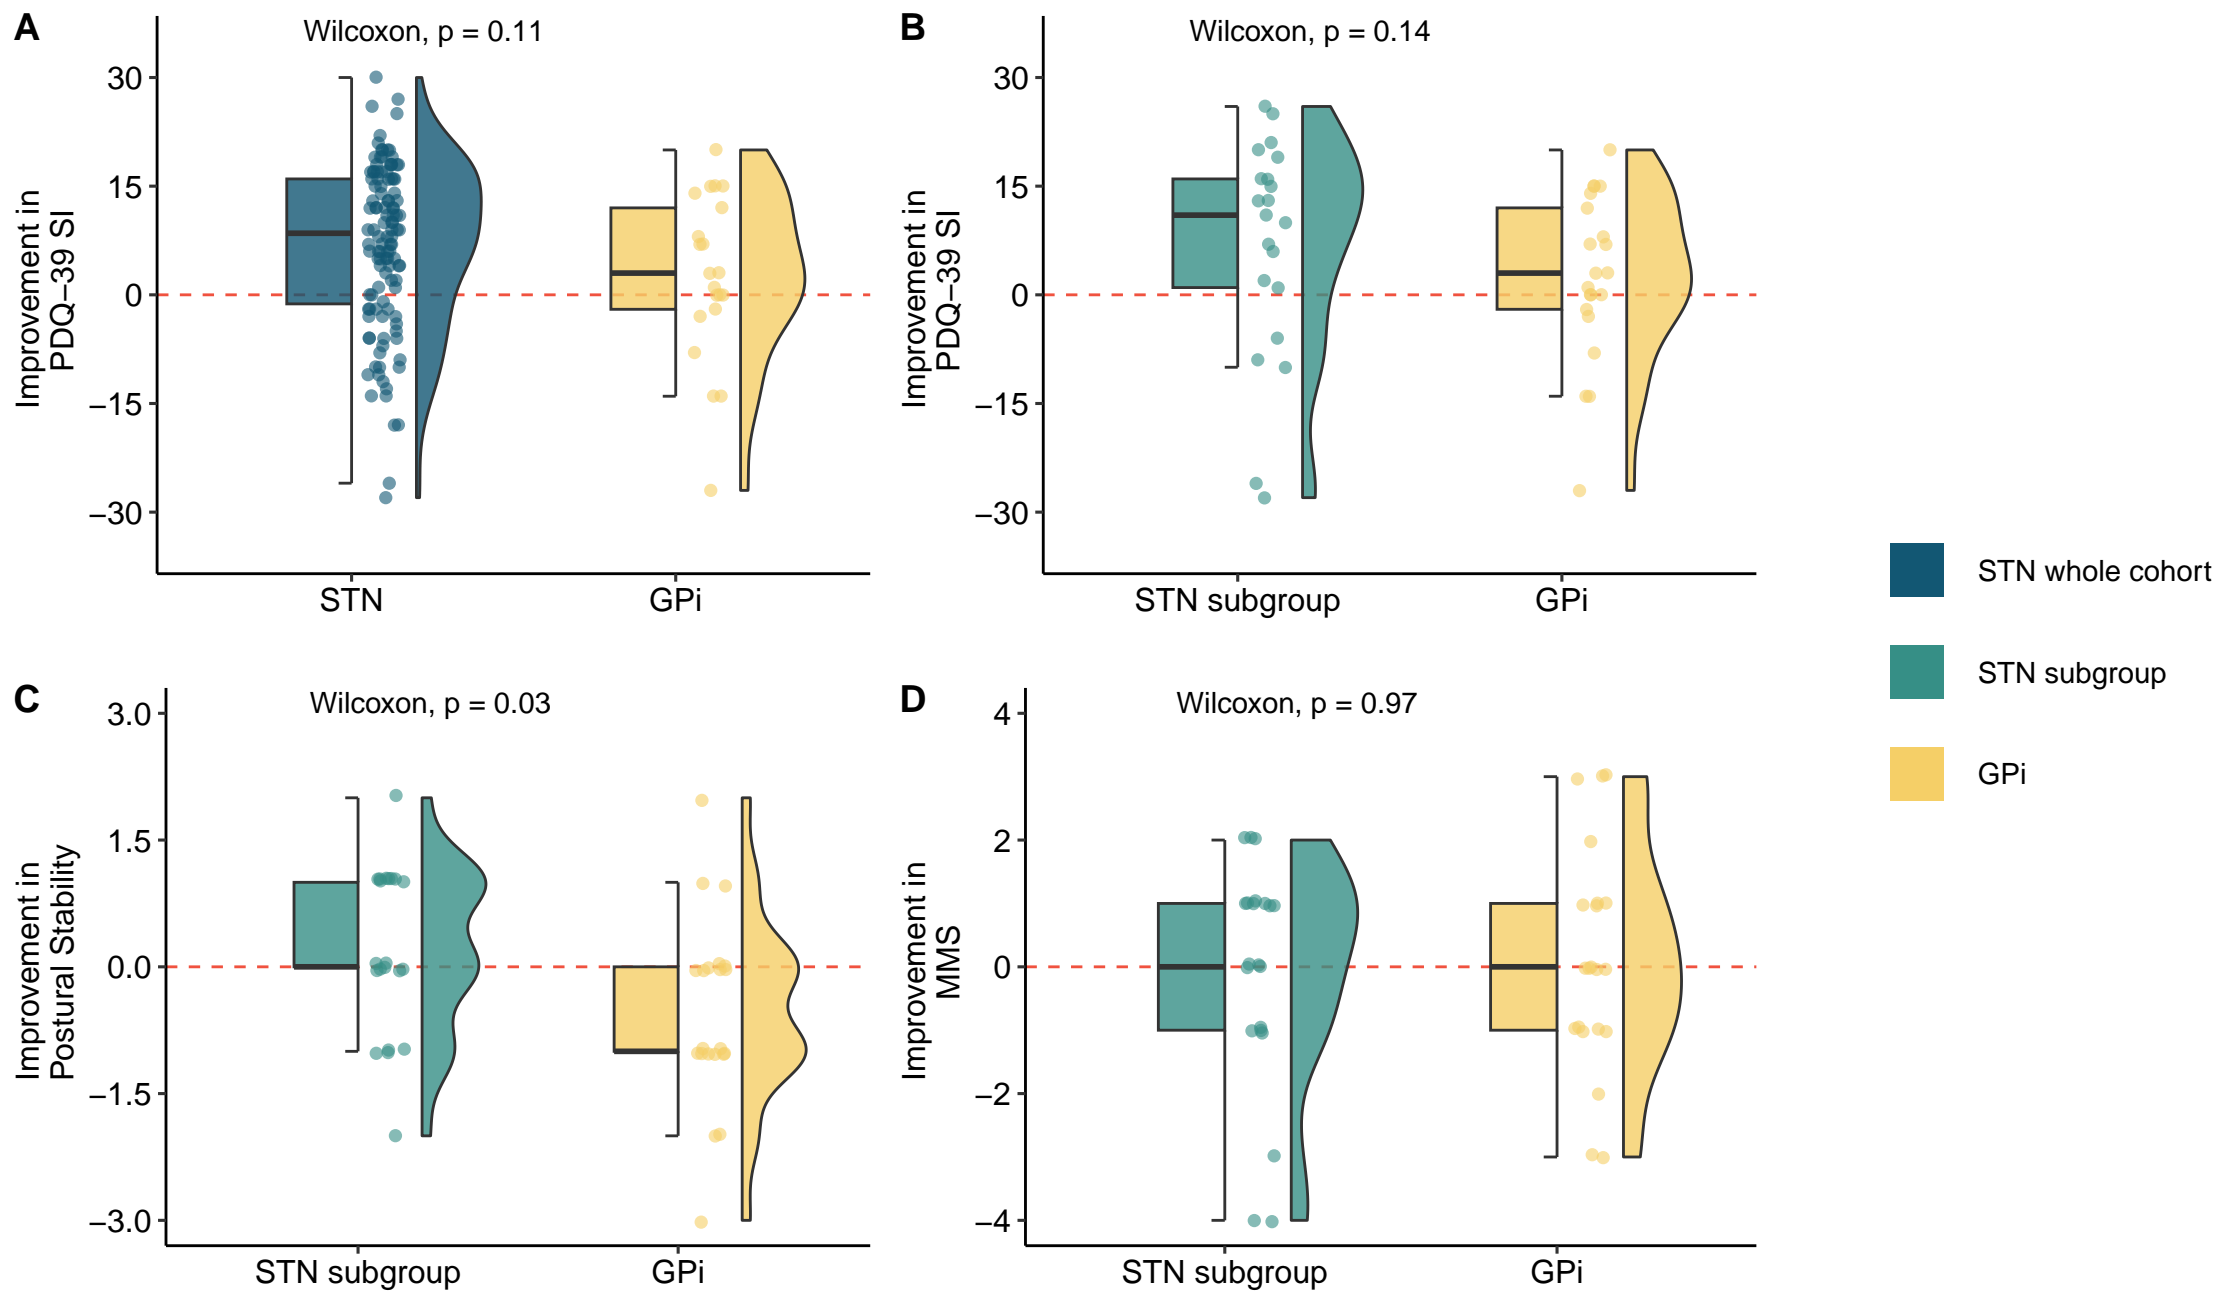 A
Wilcoxon, p = 0.11
Improvement in
PDQ–39 SI
30
15
0
–15
–30
STN
GPi
B
Wilcoxon, p = 0.14
Improvement in
PDQ–39 SI
30
15
0
–15
–30
STN subgroup
GPi
C
Wilcoxon, p = 0.03
Improvement in
Postural Stability
3.0
1.5
0.0
–1.5
–3.0
STN subgroup
GPi
D
Wilcoxon, p = 0.97
Improvement in
MMS
4
2
0
–2
–4
STN subgroup
GPi
STN whole cohort
STN subgroup
GPi